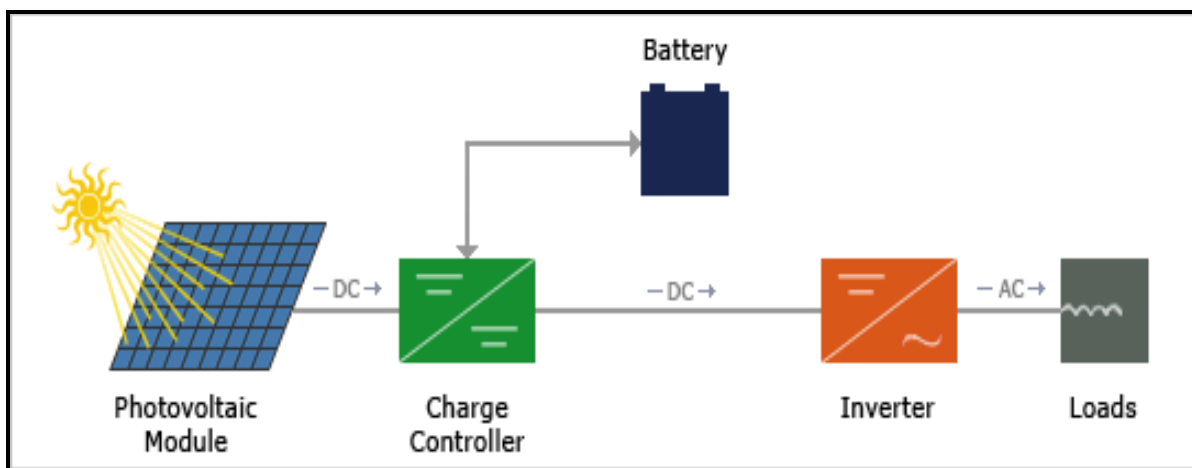 Battery
DC
DC
AC
Photovoltaic
Module
Charge
Controller
Inverter
Loads